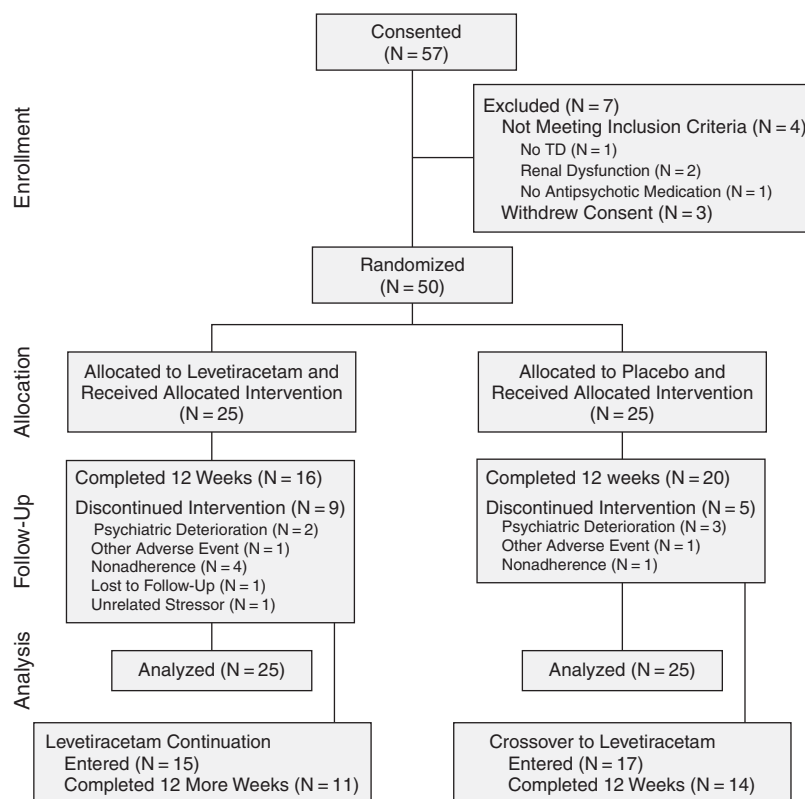 Consented
(N = 57)
Enrollment
Excluded (N = 7)
Not Meeting Inclusion Criteria (N = 4)
No TD (N = 1)
Renal Dysfunction (N = 2)
No Antipsychotic Medication (N = 1)
Withdrew Consent (N = 3)
Randomized
(N = 50)
Allocation
Allocated to Levetiracetam and
Received Allocated Intervention
(N = 25)
Allocated to Placebo and
Received Allocated Intervention
(N = 25)
Follow-Up
Completed 12 Weeks (N = 16)
Discontinued Intervention (N = 9)
Psychiatric Deterioration (N = 2)
Other Adverse Event (N = 1)
Nonadherence (N = 4)
Lost to Follow-Up (N = 1)
Unrelated Stressor (N = 1)
Completed 12 weeks (N = 20)
Discontinued Intervention (N = 5)
Psychiatric Deterioration (N = 3)
Other Adverse Event (N = 1)
Nonadherence (N = 1)
Analysis
Analyzed (N = 25)
Analyzed (N = 25)
Levetiracetam Continuation
Entered (N = 15)
Completed 12 More Weeks (N = 11)
Crossover to Levetiracetam
Entered (N = 17)
Completed 12 Weeks (N = 14)